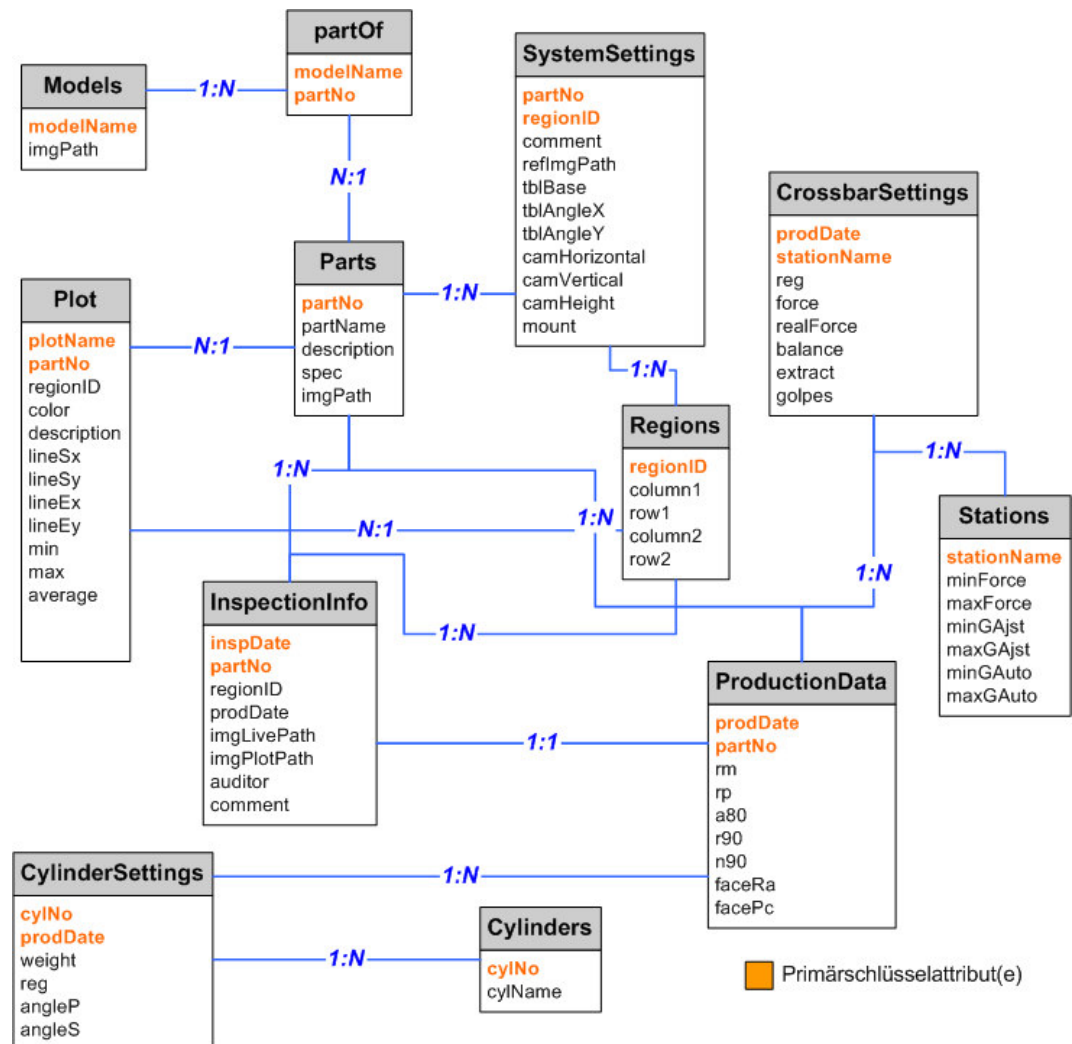 partOf
modelName
partNo
Models
modelName
imgPath
1:N
N:1
SystemSettings
partNo
regionID
comment
refImgPath
tblBase
tblAngleX
tblAngleY
camHorizontal
camVertical
camHeight
mount
CrossbarSettings
prodDate
stationName
reg
force
realForce
balance
extract
golpes
Parts
partNo
partName
description
spec
imgPath
1:N
Plot
plotName
partNo
regionID
color
description
lineSx
lineSy
lineEx
lineEy
min
max
average
N:1
1:N
Regions
regionID
column1
row1
column2
row2
1:N
1:N
N:1
1:N
1:N
Stations
stationName
minForce
maxForce
minGAjst
maxGAjst
minGAuto
maxGAuto
1:N
InspectionInfo
inspDate
partNo
regionID
prodDate
imgLivePath
imgPlotPath
auditor
comment
1:N
ProductionData
prodDate
partNo
rm
rp
a80
r90
n90
faceRa
facePc
1:1
CylinderSettings
cylNo
prodDate
weight
reg
angleP
angleS
1:N
1:N
Cylinders
cylNo
cylName
Primärschlüsselattribut(e)